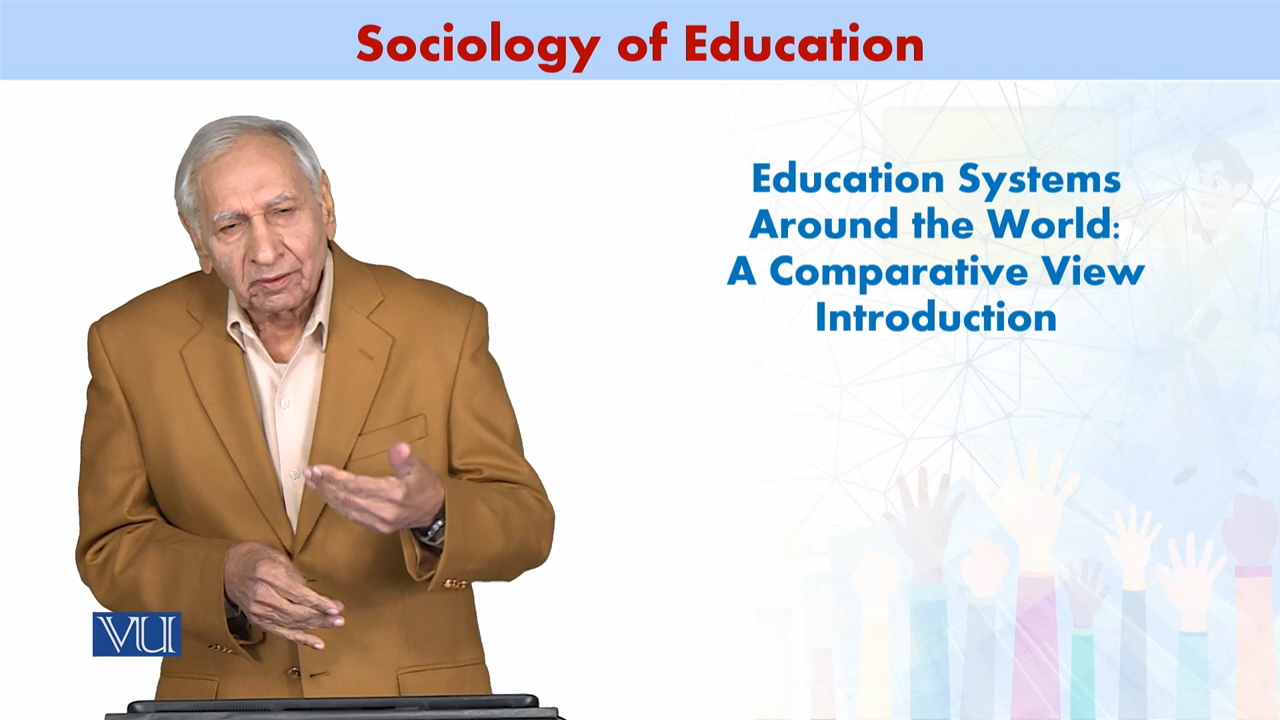 Sociology of Education
Education Systems
Around the World:
A Comparative View
Introduction
VU